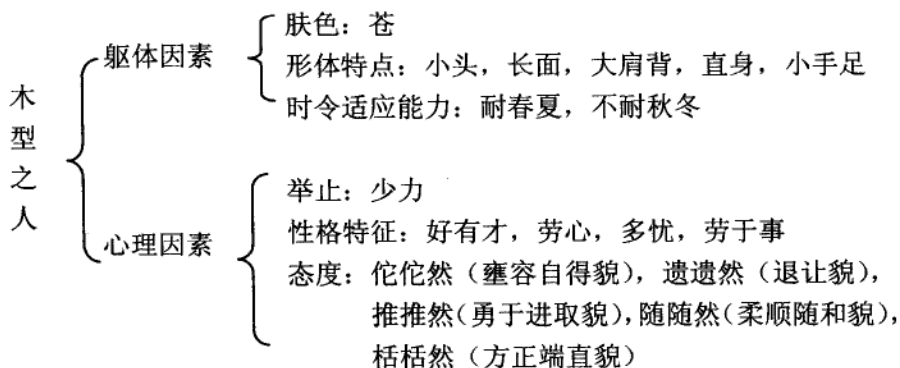 木型之人
躯体因素
肤色：苍
形体特点：小头，长面，大肩背，直身，小手足
时令适应能力：耐春夏，不耐秋冬
心理因素
举止：少力
性格特征：好有才，劳心，多忧，劳于事
态度：佗佗然（壅容自得貌），遗遗然（退让貌），
推推然（勇于进取貌），随随然（柔顺随和貌），
栝栝然（方正端直貌）